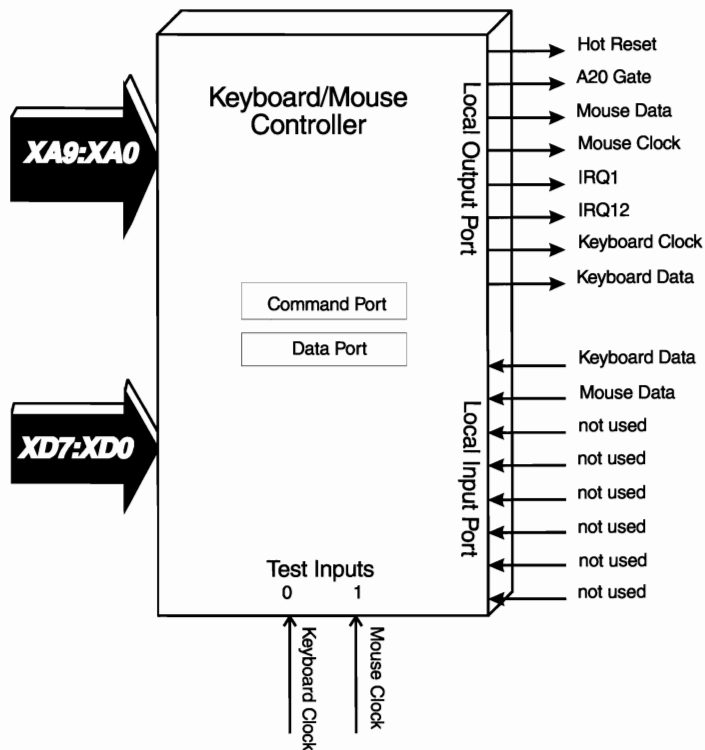 Keyboard/Mouse
Controller
XA9:XA0
XD7:XD0
Command Port
Data Port
Local Output Port
Hot Reset
A20 Gate
Mouse Data
Mouse Clock
IRQ1
IRQ12
Keyboard Clock
Keyboard Data
Local Input Port
Keyboard Data
Mouse Data
not used
not used
not used
not used
not used
not used
Test Inputs
0 1
Keyboard Clock
Mouse Clock